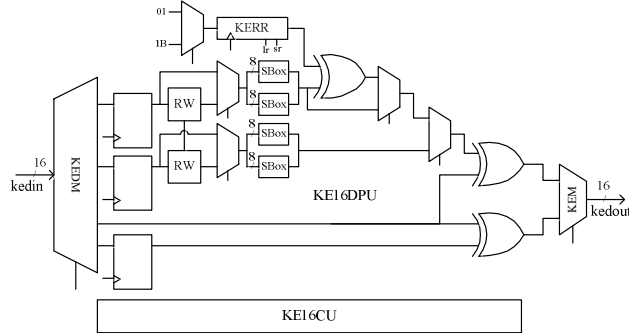 01
KERR
1B
lr sr
8
SBox
8
SBox
RW
8
SBox
8
SBox
RW
KEDM
16
kedin
KE16DPU
KEM
16
kedout
KE16CU